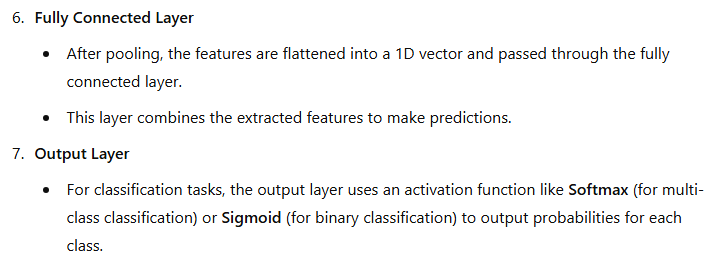 6. Fully Connected Layer
• After pooling, the features are flattened into a 1D vector and passed through the fully
connected layer.
• This layer combines the extracted features to make predictions.
7. Output Layer
• For classification tasks, the output layer uses an activation function like Softmax (for multi-
class classification) or Sigmoid (for binary classification) to output probabilities for each
class.